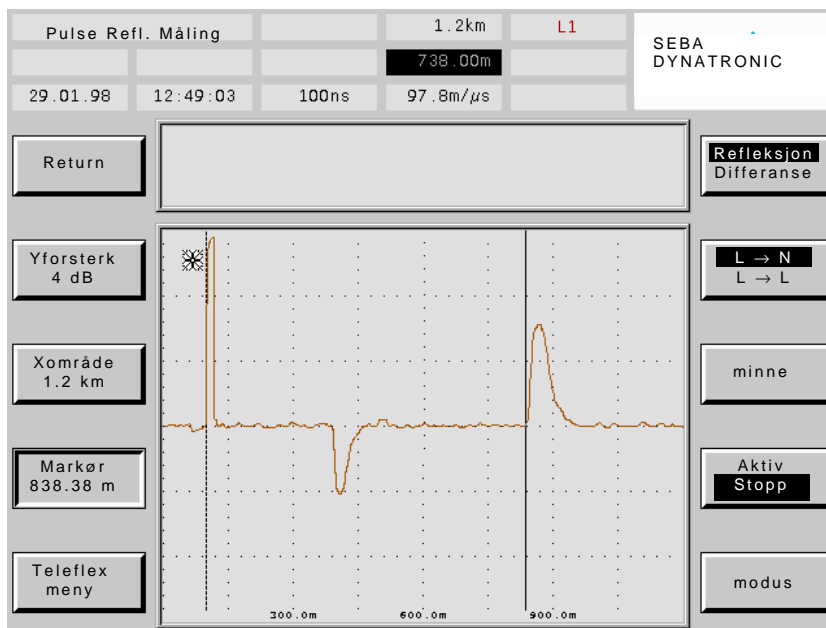 Pulse Refl. Måling
1.2km
L1
SEBA
DYNATRONIC
738.00m
29.01.98
12:49:03
100ns
97.8m/µs
Return
Refleksjon
Differanse
Yforsterk
4 dB
L → N
L → L
Xområde
1.2 km
minne
Markør
838.38 m
Aktiv
Stopp
Teleflex
meny
modus
300.0m
600.0m
900.0m